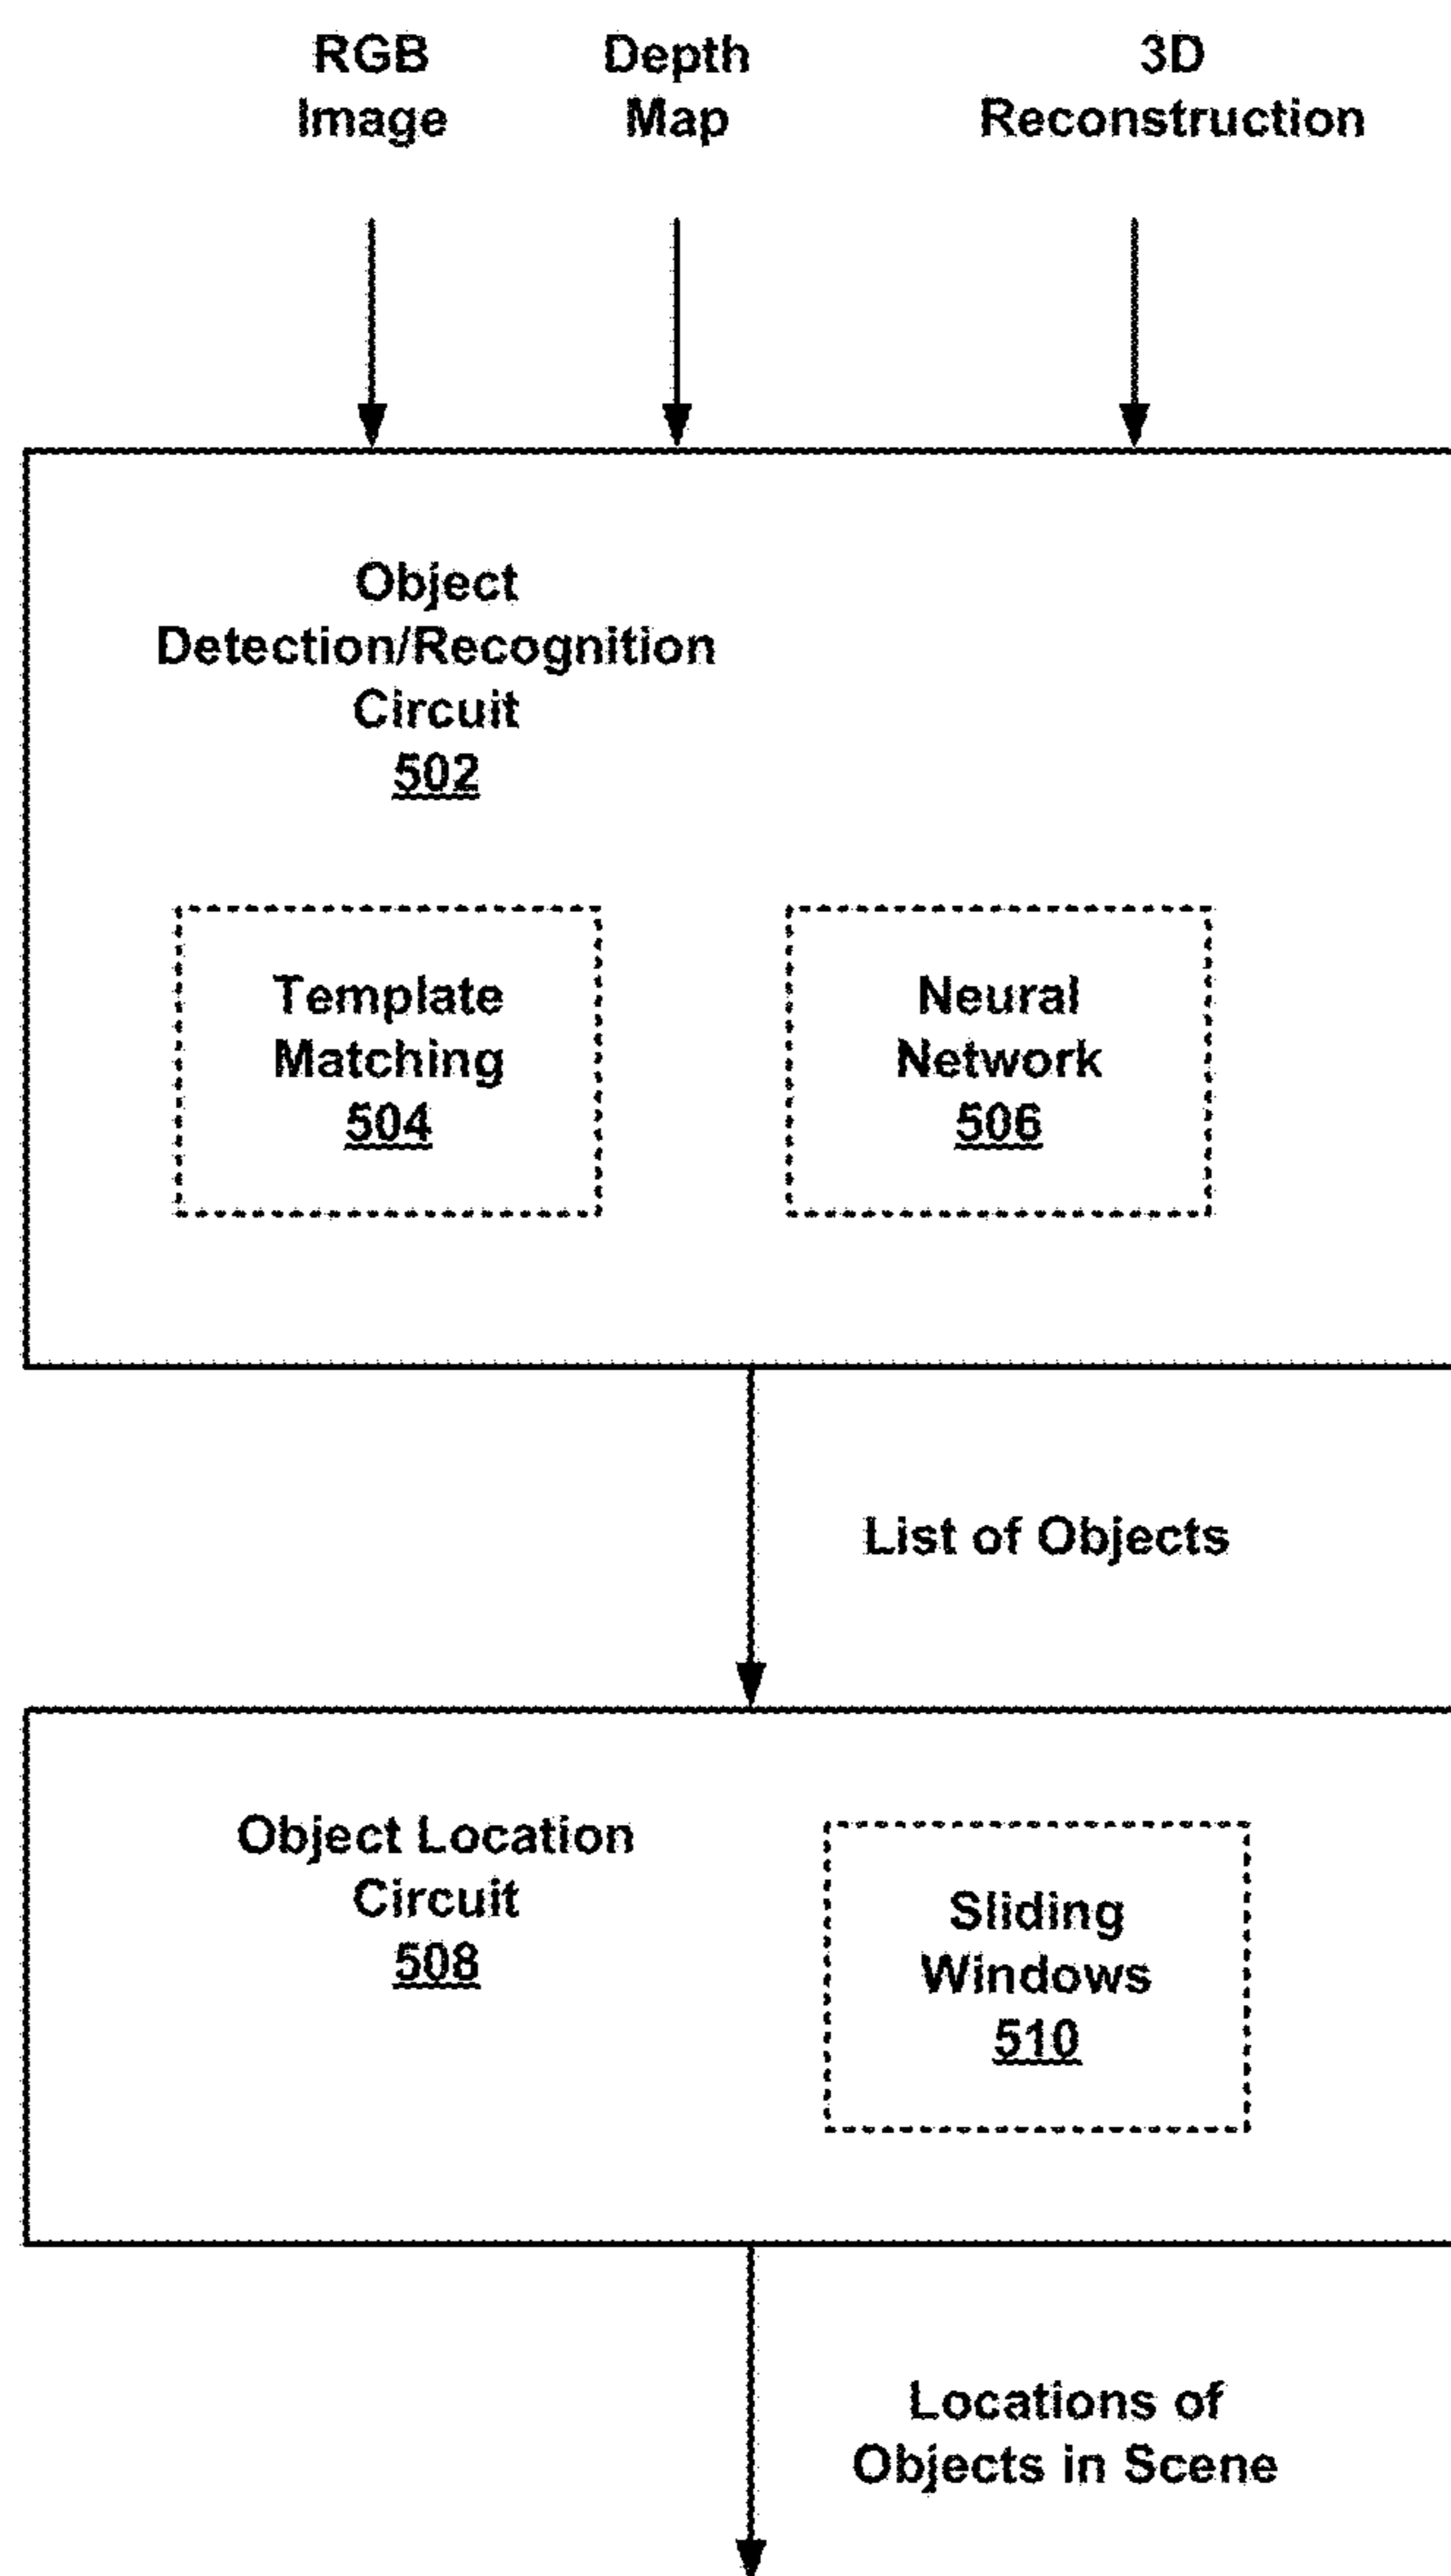 RGB
Image
Depth
Map
3D
Reconstruction
Object
Detection/Recognition
Circuit
502
Template
Matching
504
Neural
Network
506
List of Objects
Object Location
Circuit
508
Sliding
Windows
510
Locations of
Objects in Scene